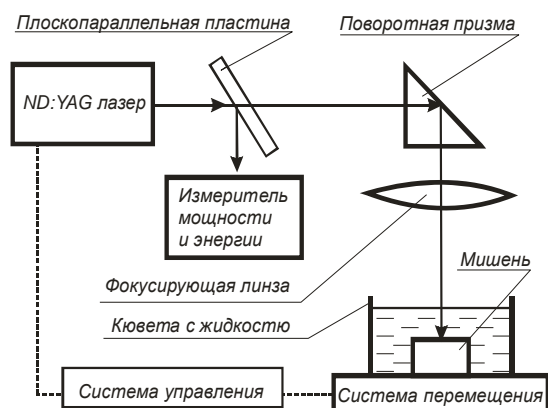 Плоскопараллельная пластина
Поворотная призма
ND:YAG лазер
Измеритель
мощности
и энергии
Фокусирующая линза
Мишень
Кювета с жидкостью
Система управления
Система перемещения